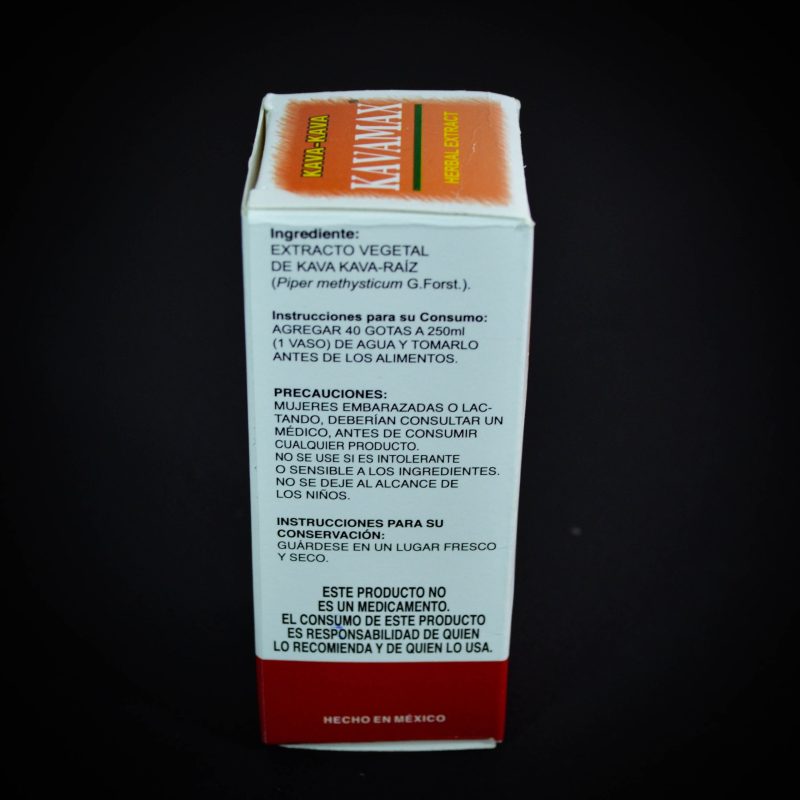 KAVA-KAVA
KAVAMAX®
HERBAL EXTRACT
Ingrediente:
EXTRACTO VEGETAL
DE KAVA KAVA-RAÍZ
(Piper methysticum G.Forst.).
Instrucciones para su Consumo:
AGREGAR 40 GOTAS A 250ml
(1 VASO) DE AGUA Y TOMARLO
ANTES DE LOS ALIMENTOS.
PRECAUCIONES:
MUJERES EMBARAZADAS O LAC-
TANDO, DEBERÍAN CONSULTAR UN
MÉDICO, ANTES DE CONSUMIR
CUALQUIER PRODUCTO.
NO SE USE SI ES INTOLERANTE
O SENSIBLE A LOS INGREDIENTES.
NO SE DEJE AL ALCANCE DE
LOS NIÑOS.
INSTRUCCIONES PARA SU
CONSERVACIÓN:
GUÁRDESE EN UN LUGAR FRESCO
Y SECO.
ESTE PRODUCTO NO
ES UN MEDICAMENTO.
EL CONSUMO DE ESTE PRODUCTO
ES RESPONSABILIDAD DE QUIEN
LO RECOMIENDA Y DE QUIEN LO USA.
HECHO EN MÉXICO